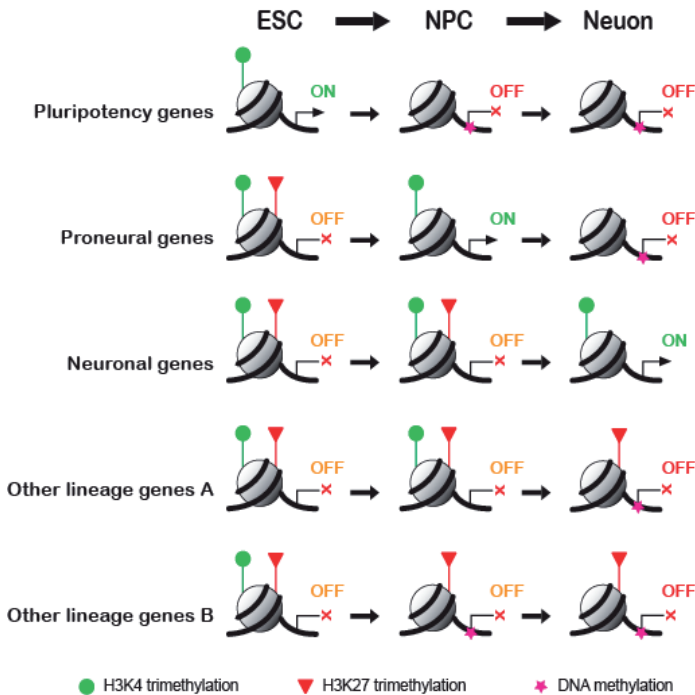 ESC NPC Neuon
ON OFF OFF
Pluripotency genes
OFF ON OFF
Proneural genes
OFF OFF ON
Neuronal genes
OFF OFF OFF
Other lineage genes A
OFF OFF OFF
Other lineage genes B
H3K4 trimethylation H3K27 trimethylation DNA methylation